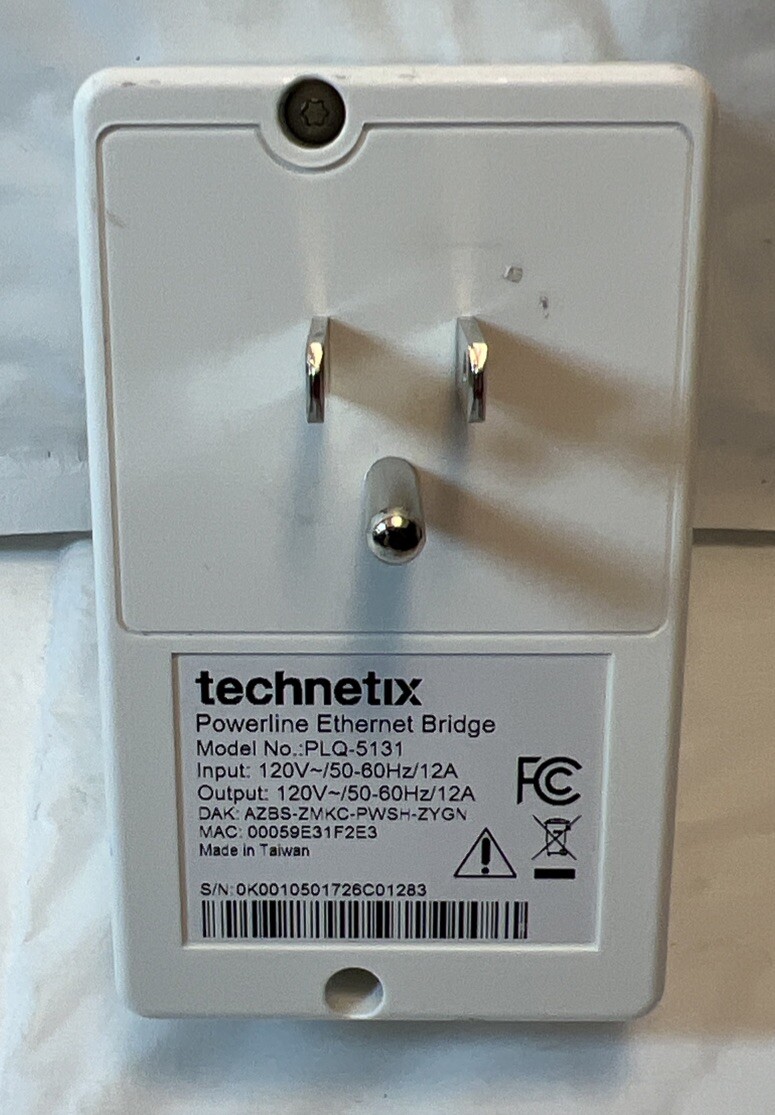 technetix
Powerline Ethernet Bridge
Model No.:PLQ-5131
Input: 120V~/50-60Hz/12A
Output: 120V~/50-60Hz/12A
DAK: AZBS-ZMKC-PWSH-ZYGN
MAC: 00059E31F2E3
Made in Taiwan
FC
S/N:0K0010501726C01283